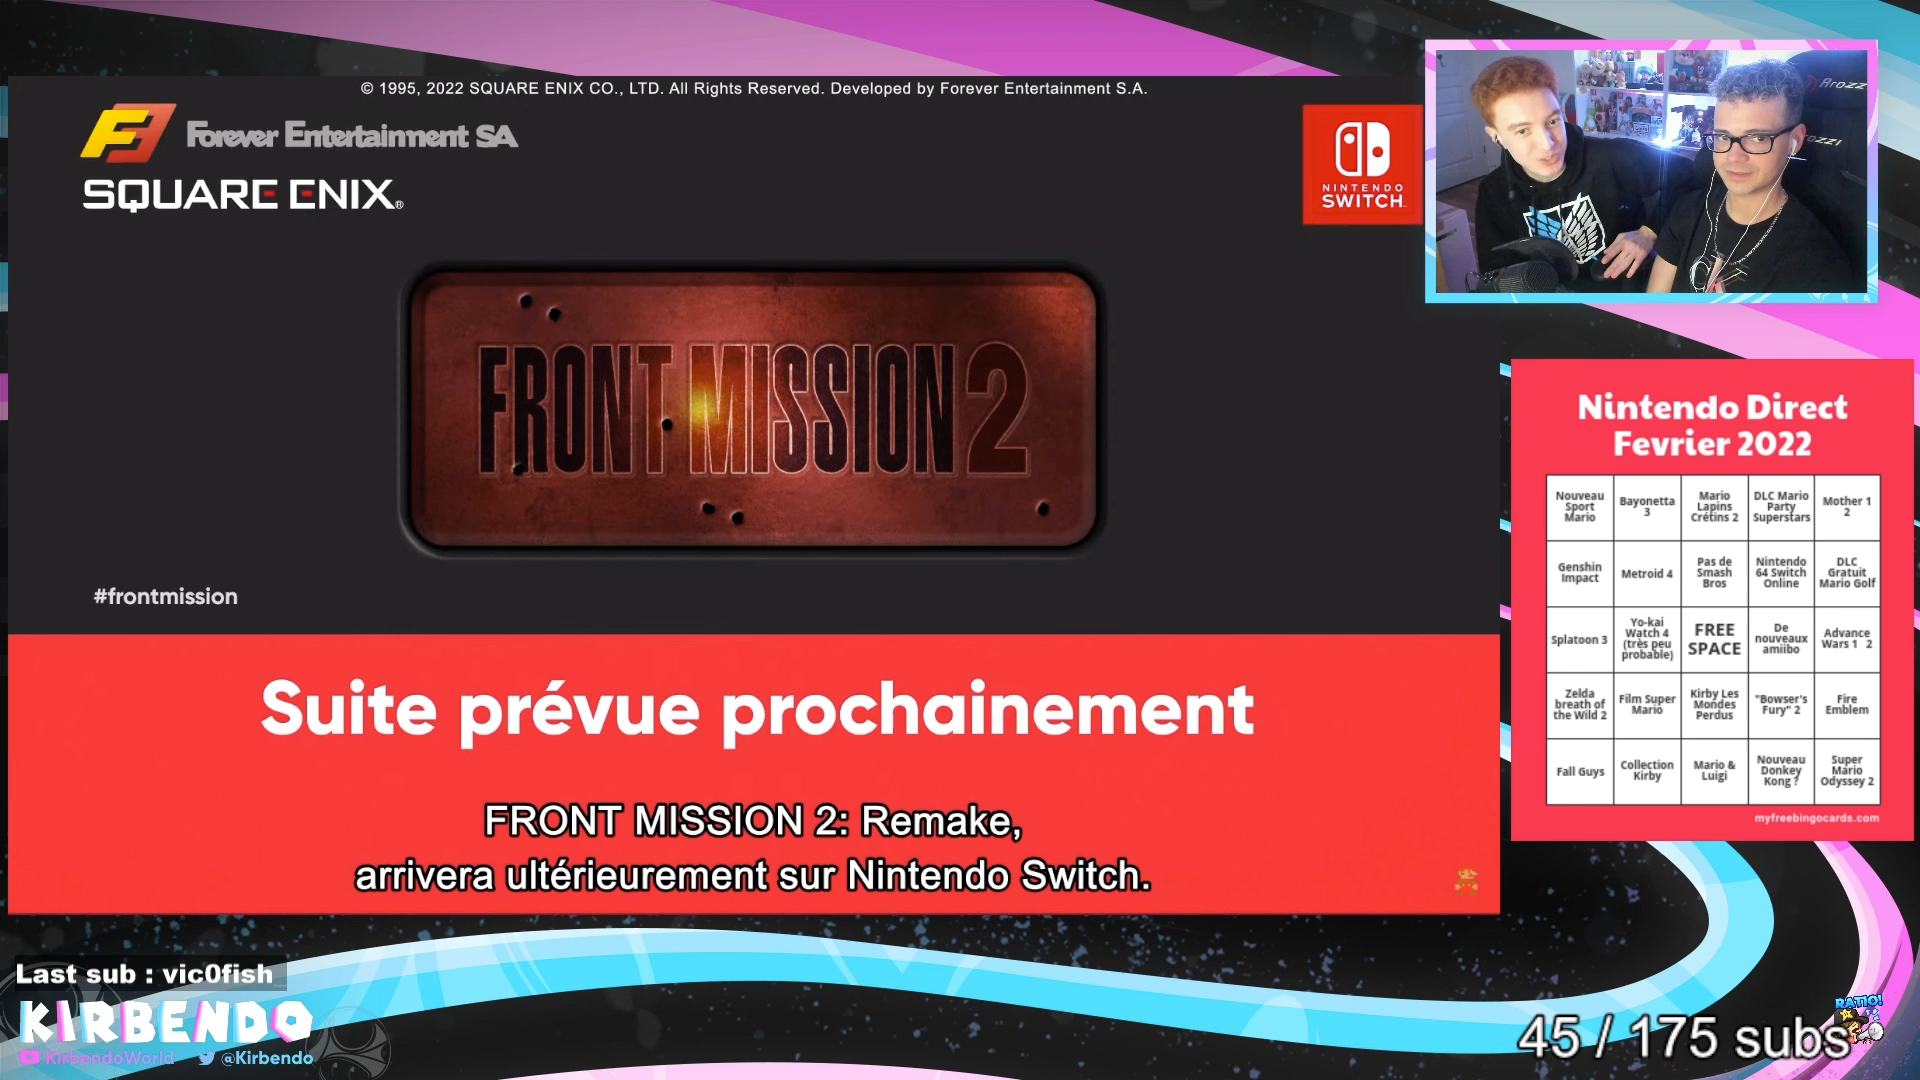 © 1995, 2022 SQUARE ENIX CO., LTD. All Rights Reserved. Developed by Forever Entertainment S.A.
Forever Entertainment SA
SQUARE ENIX®
NINTENDO
SWITCH
Arozzi
FRONT MISSION 2
#frontmission
Suite prévue prochainement
FRONT MISSION 2: Remake,
arrivera ultérieurement sur Nintendo Switch.
Nintendo Direct
Fevrier 2022
Nouveau Sport Mario
Bayonetta 3
Mario Lapins Crétins 2
DLC Mario Party Superstars
Mother 1 2
Genshin Impact
Metroid 4
Pas de Smash Bros
Nintendo 64 Switch Online
DLC Gratuit Mario Golf
Splatoon 3
Yo-kai Watch 4 (très peu probable)
FREE SPACE
De nouveaux amiibo
Advance Wars 1 2
Zelda breath of the Wild 2
Film Super Mario
Kirby Les Mondes Perdus
"Bowser's Fury" 2
Fire Emblem
Fall Guys
Collection Kirby
Mario & Luigi
Nouveau Donkey Kong ?
Super Mario Odyssey 2
myfreebingocards.com
Last sub : vic0fish
KIRBENDO
KirbendoWorld @Kirbendo
RATIO!
45 / 175 subs